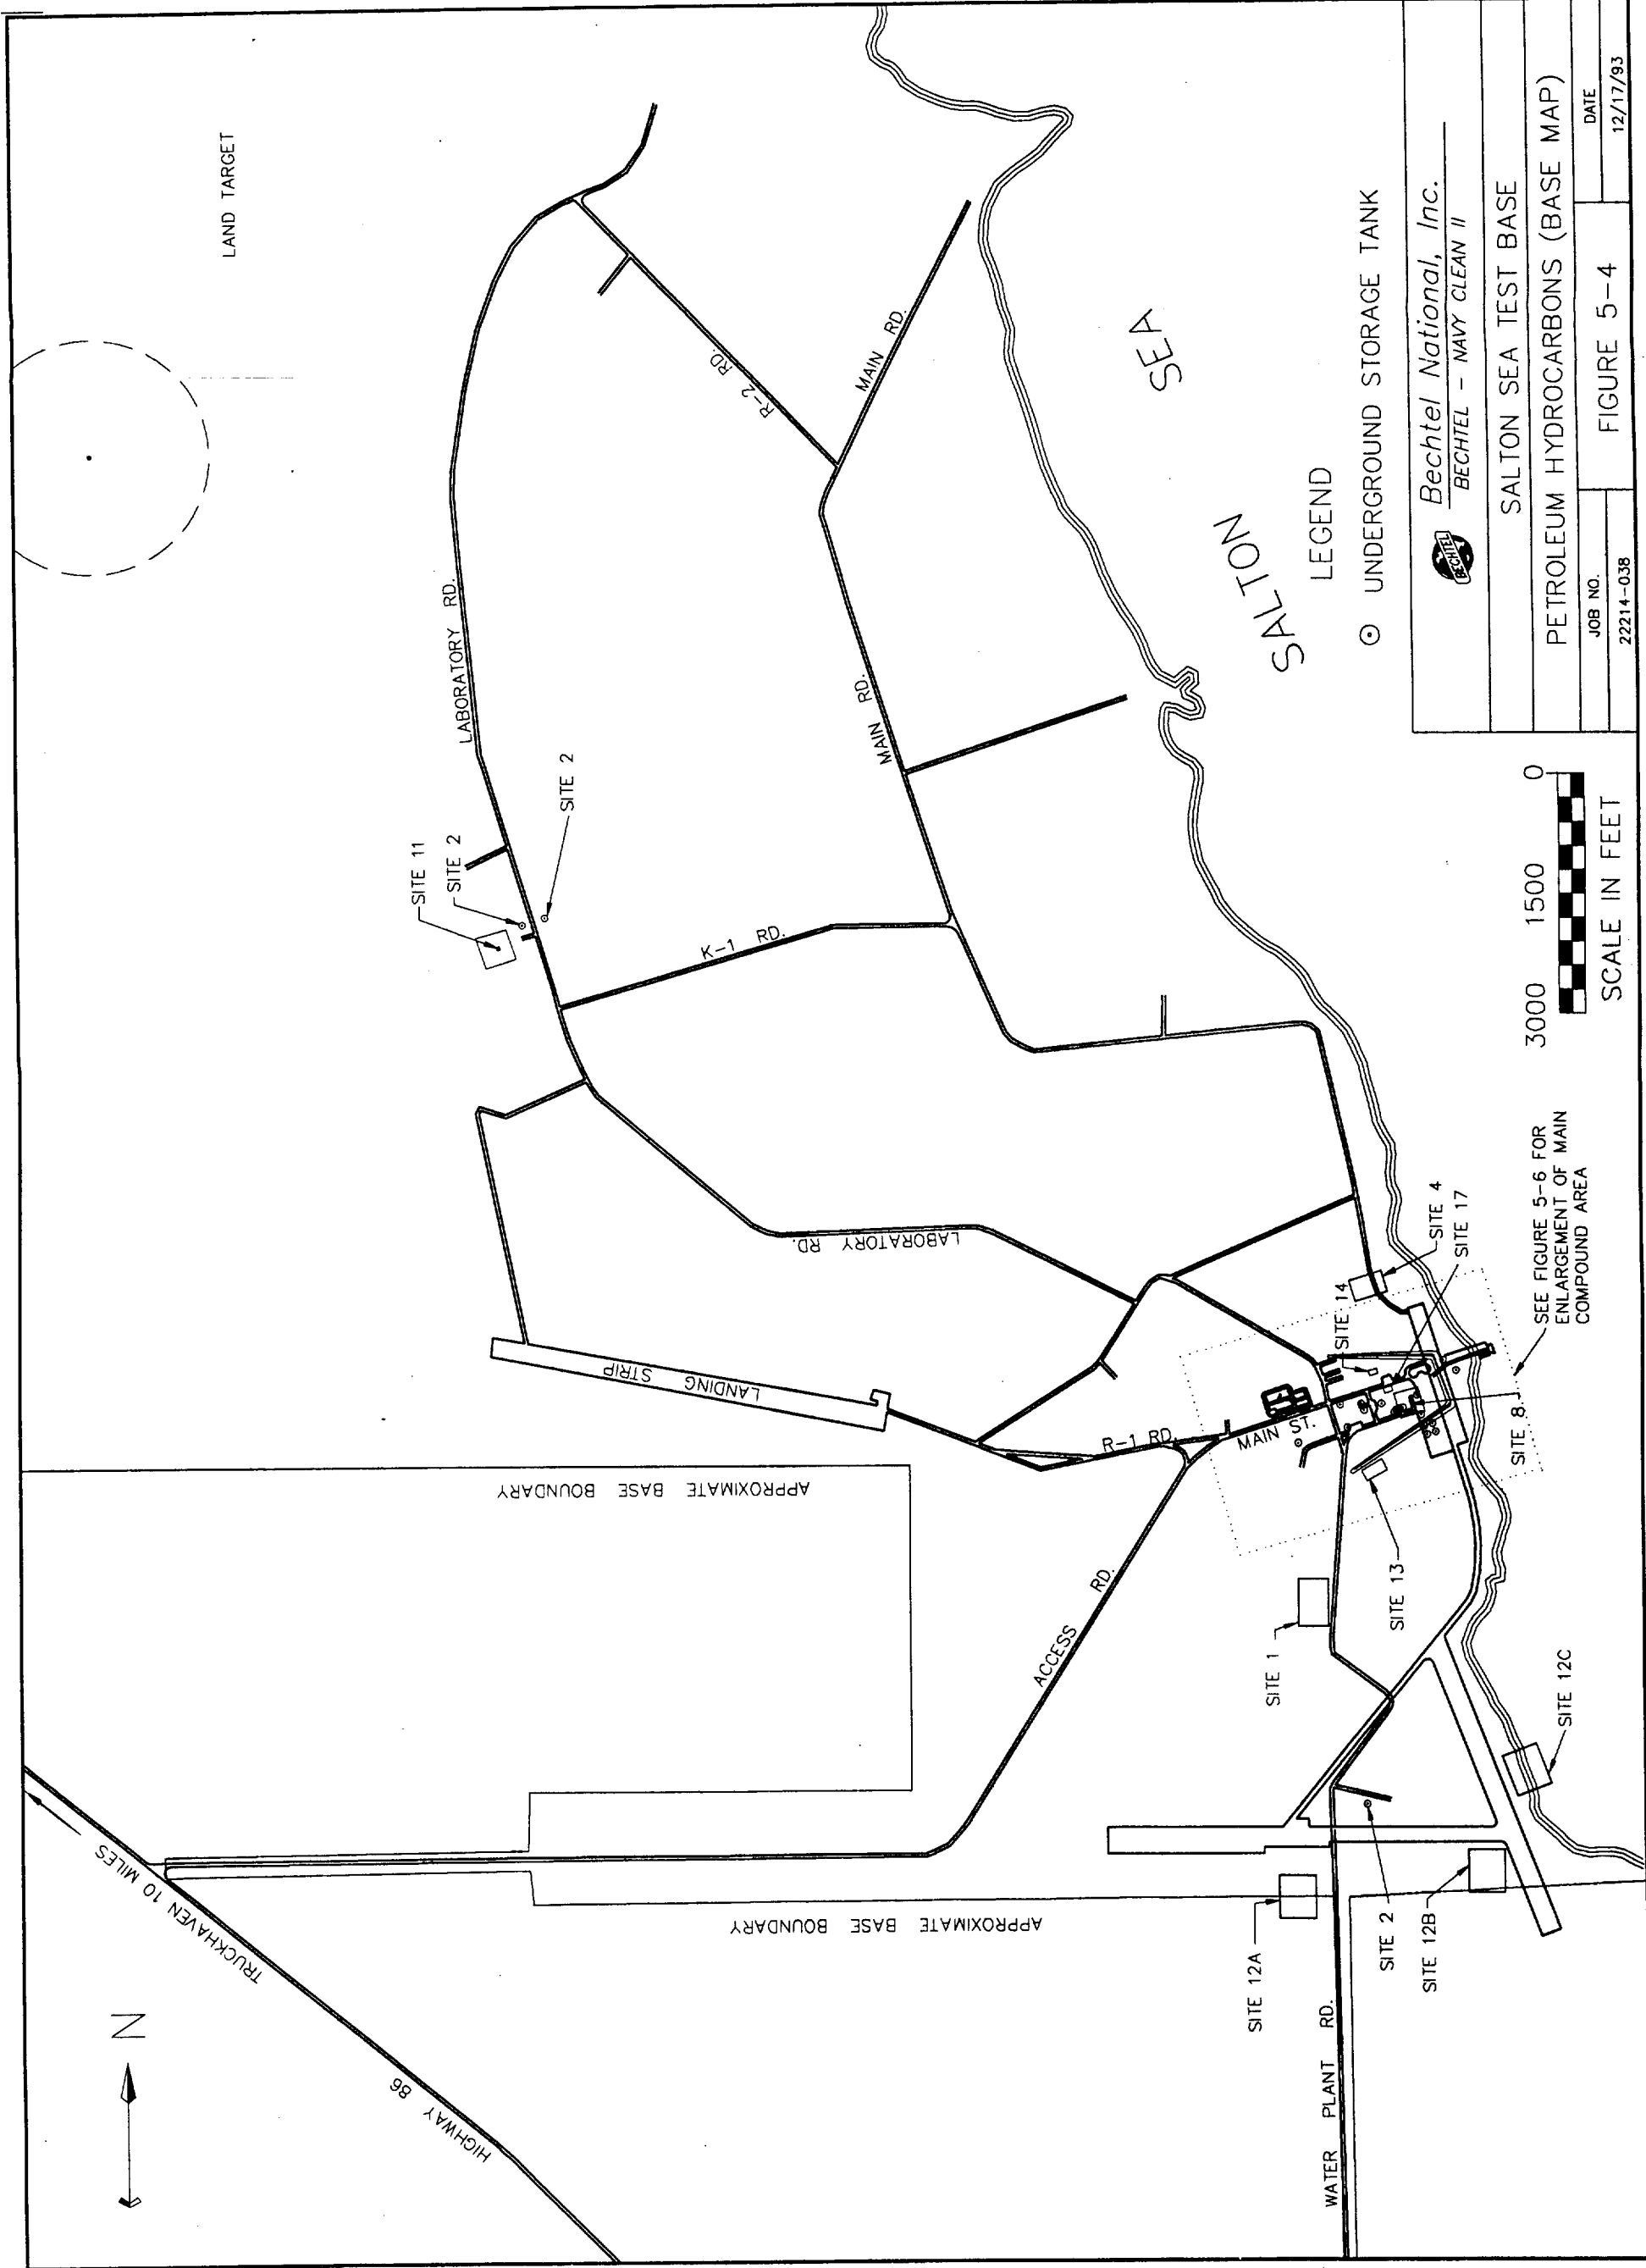 N
TRUCKHAVEN 10 MILES
HIGHWAY 86
APPROXIMATE BASE BOUNDARY
APPROXIMATE BASE BOUNDARY
LAND TARGET
SITE 11
SITE 2
SITE 2
LABORATORY RD.
R-2 RD.
MAIN RD.
MAIN RD.
K-1 RD.
LABORATORY RD.
LANDING STRIP
R-1 RD.
MAIN ST.
ACCESS RD.
SITE 1
SITE 13
SITE 14
SITE 4
SITE 17
SITE 8
SITE 12A
SITE 2
SITE 12B
SITE 12C
WATER PLANT RD.
SEE FIGURE 5-6 FOR
ENLARGEMENT OF MAIN
COMPOUND AREA
SALTON SEA
LEGEND
UNDERGROUND STORAGE TANK
3000 1500 0
SCALE IN FEET
BECHTEL
Bechtel National, Inc.
BECHTEL - NAVY CLEAN II
SALTON SEA TEST BASE
PETROLEUM HYDROCARBONS (BASE MAP)
JOB NO.
22214-038
FIGURE 5-4
DATE
12/17/93